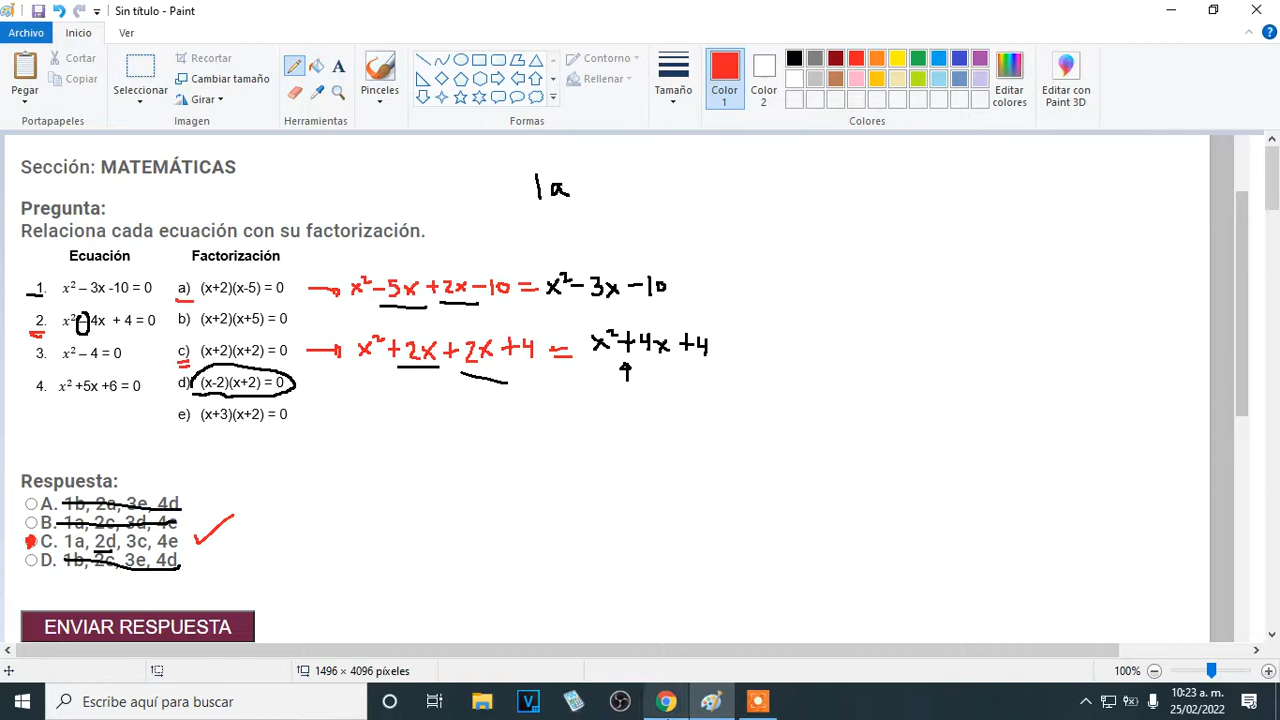 Sin título - Paint
Archivo Inicio Ver
Pegar Cortar Copiar
Portapapeles
Seleccionar Recortar Cambiar tamaño Girar
Imagen
A
Herramientas
Pinceles
Contorno Rellenar
Formas
Tamaño
Color 1
Color 2
Editar colores
Editar con Paint 3D
Colores
Sección: MATEMÁTICAS
1a
Pregunta:
Relaciona cada ecuación con su factorización.
Ecuación Factorización
1. x² – 3x -10 = 0 a) (x+2)(x-5) = 0 → x² -5x +2x -10 = x² -3x -10
2. x² 4x + 4 = 0 b) (x+2)(x+5) = 0
3. x² – 4 = 0 c) (x+2)(x+2) = 0 → x² +2x +2x +4 = x² +4x +4
4. x² +5x +6 = 0 d) (x-2)(x+2) = 0
e) (x+3)(x+2) = 0
Respuesta:
A. 1b, 2a, 3e, 4d
B. 1a, 2c, 3d, 4e
C. 1a, 2d, 3c, 4e
D. 1b, 2c, 3e, 4d
ENVIAR RESPUESTA
1496 × 4096 píxeles 100%
Escribe aquí para buscar
10:23 a. m.
25/02/2022